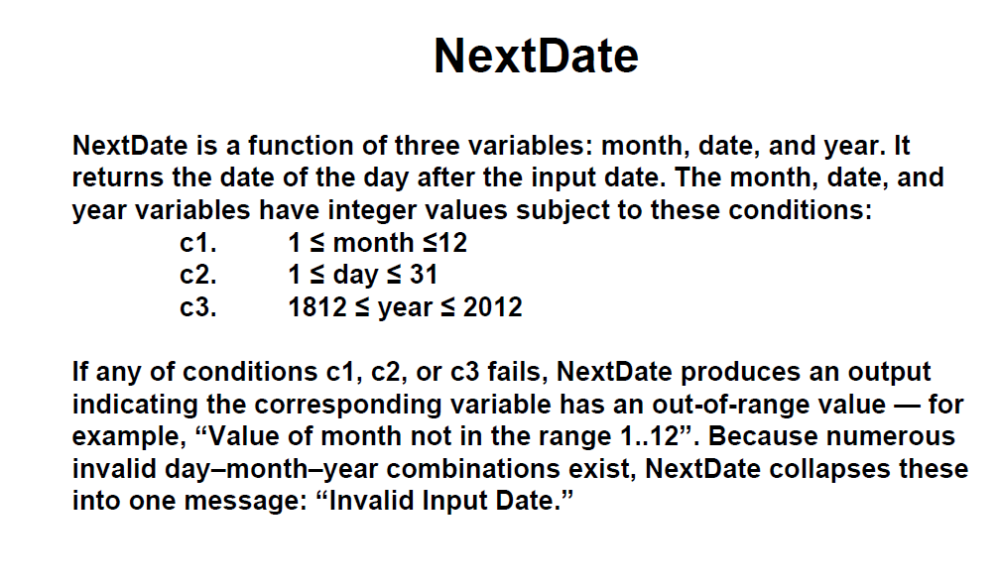 NextDate
NextDate is a function of three variables: month, date, and year. It
returns the date of the day after the input date. The month, date, and
year variables have integer values subject to these conditions:
c1. 1 ≤ month ≤12
c2. 1 ≤ day ≤ 31
c3. 1812 ≤ year ≤ 2012
If any of conditions c1, c2, or c3 fails, NextDate produces an output
indicating the corresponding variable has an out-of-range value — for
example, “Value of month not in the range 1..12”. Because numerous
invalid day–month–year combinations exist, NextDate collapses these
into one message: “Invalid Input Date.”